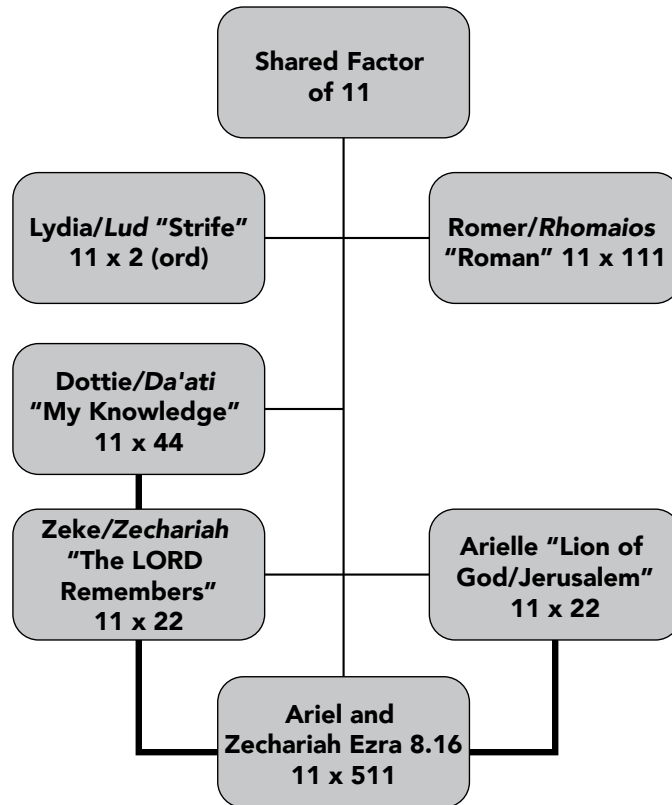 Shared Factor
of 11
Lydia/Lud “Strife”
11 x 2 (ord)
Romer/Rhomaios
“Roman” 11 x 111
Dottie/Da'ati
“My Knowledge”
11 x 44
Zeke/Zechariah
“The LORD
Remembers”
11 x 22
Arielle “Lion of
God/Jerusalem”
11 x 22
Ariel and
Zechariah Ezra 8.16
11 x 511